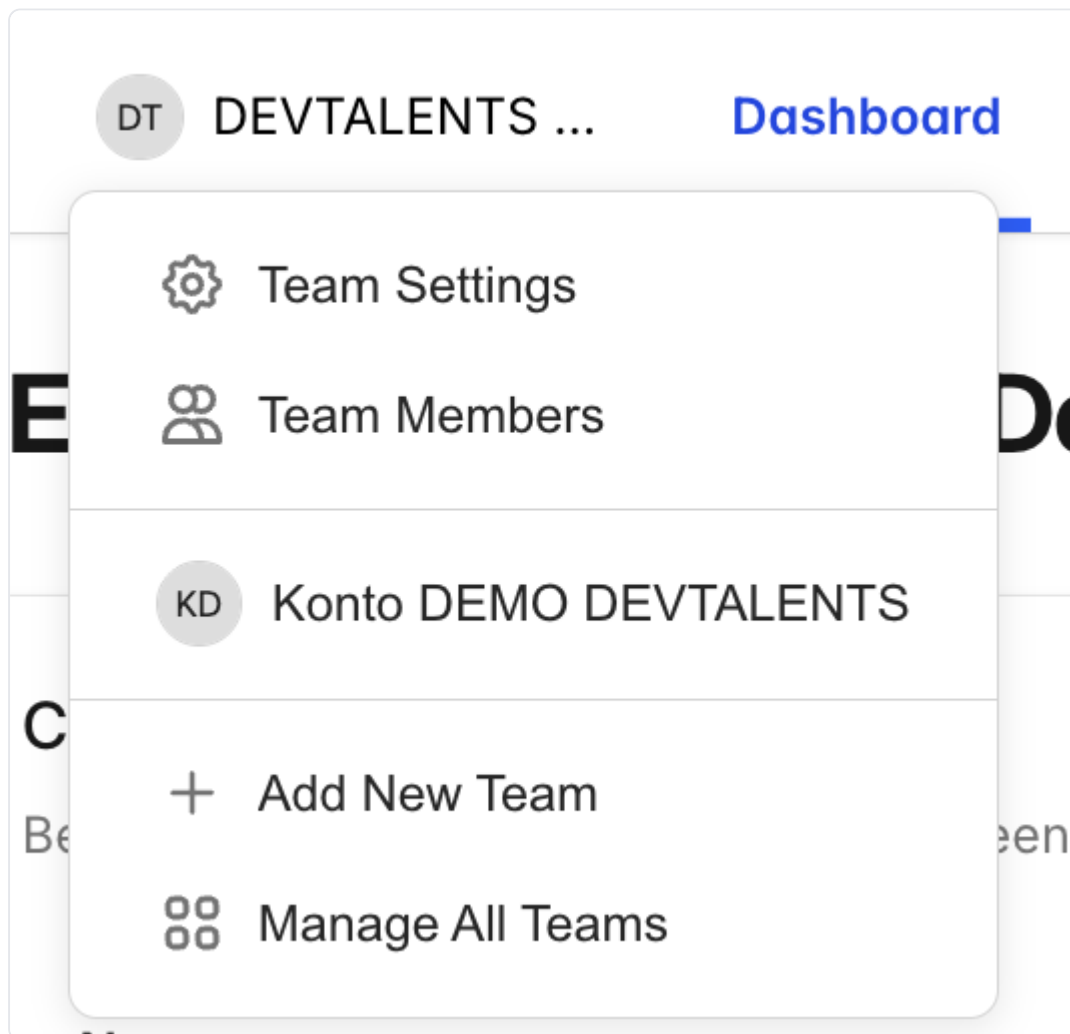 DT DEVTALENTS ... Dashboard
Team Settings
Team Members
KD Konto DEMO DEVTALENTS
Add New Team
Manage All Teams